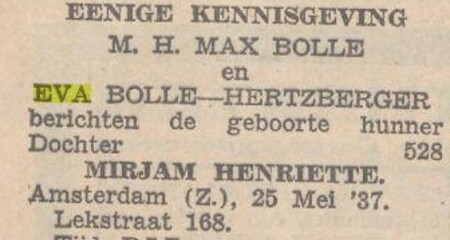 EENIGE KENNISGEVING
M. H. MAX BOLLE
en
EVA BOLLE—HERTZBERGER
berichten de geboorte hunner
Dochter 528
MIRJAM HENRIETTE.
Amsterdam (Z.), 25 Mei '37.
Lekstraat 168.